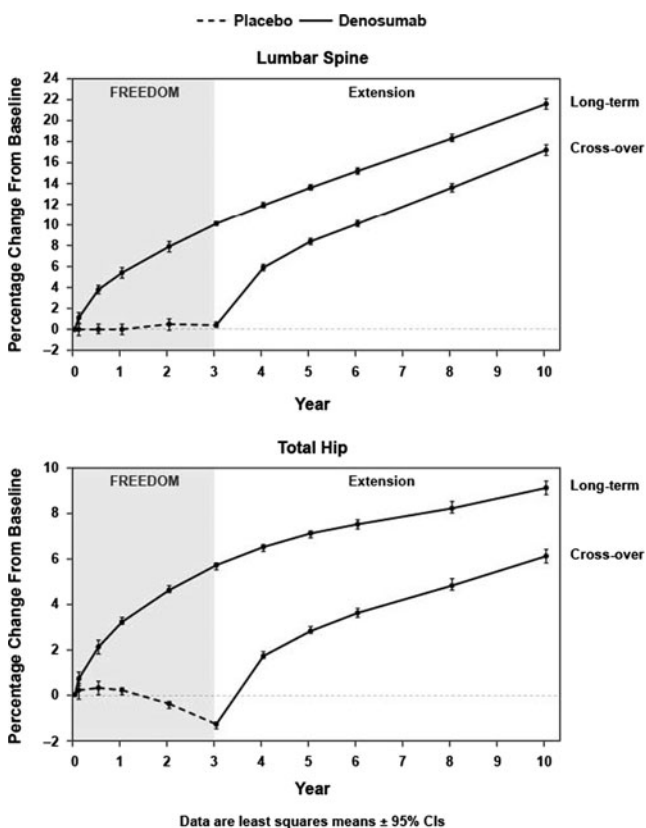 Placebo Denosumab
Lumbar Spine
FREEDOM Extension
Percentage Change From Baseline
24
22
20
18
16
14
12
10
8
6
4
2
0
–2
Long-term
Cross-over
0 1 2 3 4 5 6 7 8 9 10
Year
Total Hip
FREEDOM Extension
Percentage Change From Baseline
10
8
6
4
2
0
–2
Long-term
Cross-over
0 1 2 3 4 5 6 7 8 9 10
Year
Data are least squares means ± 95% CIs